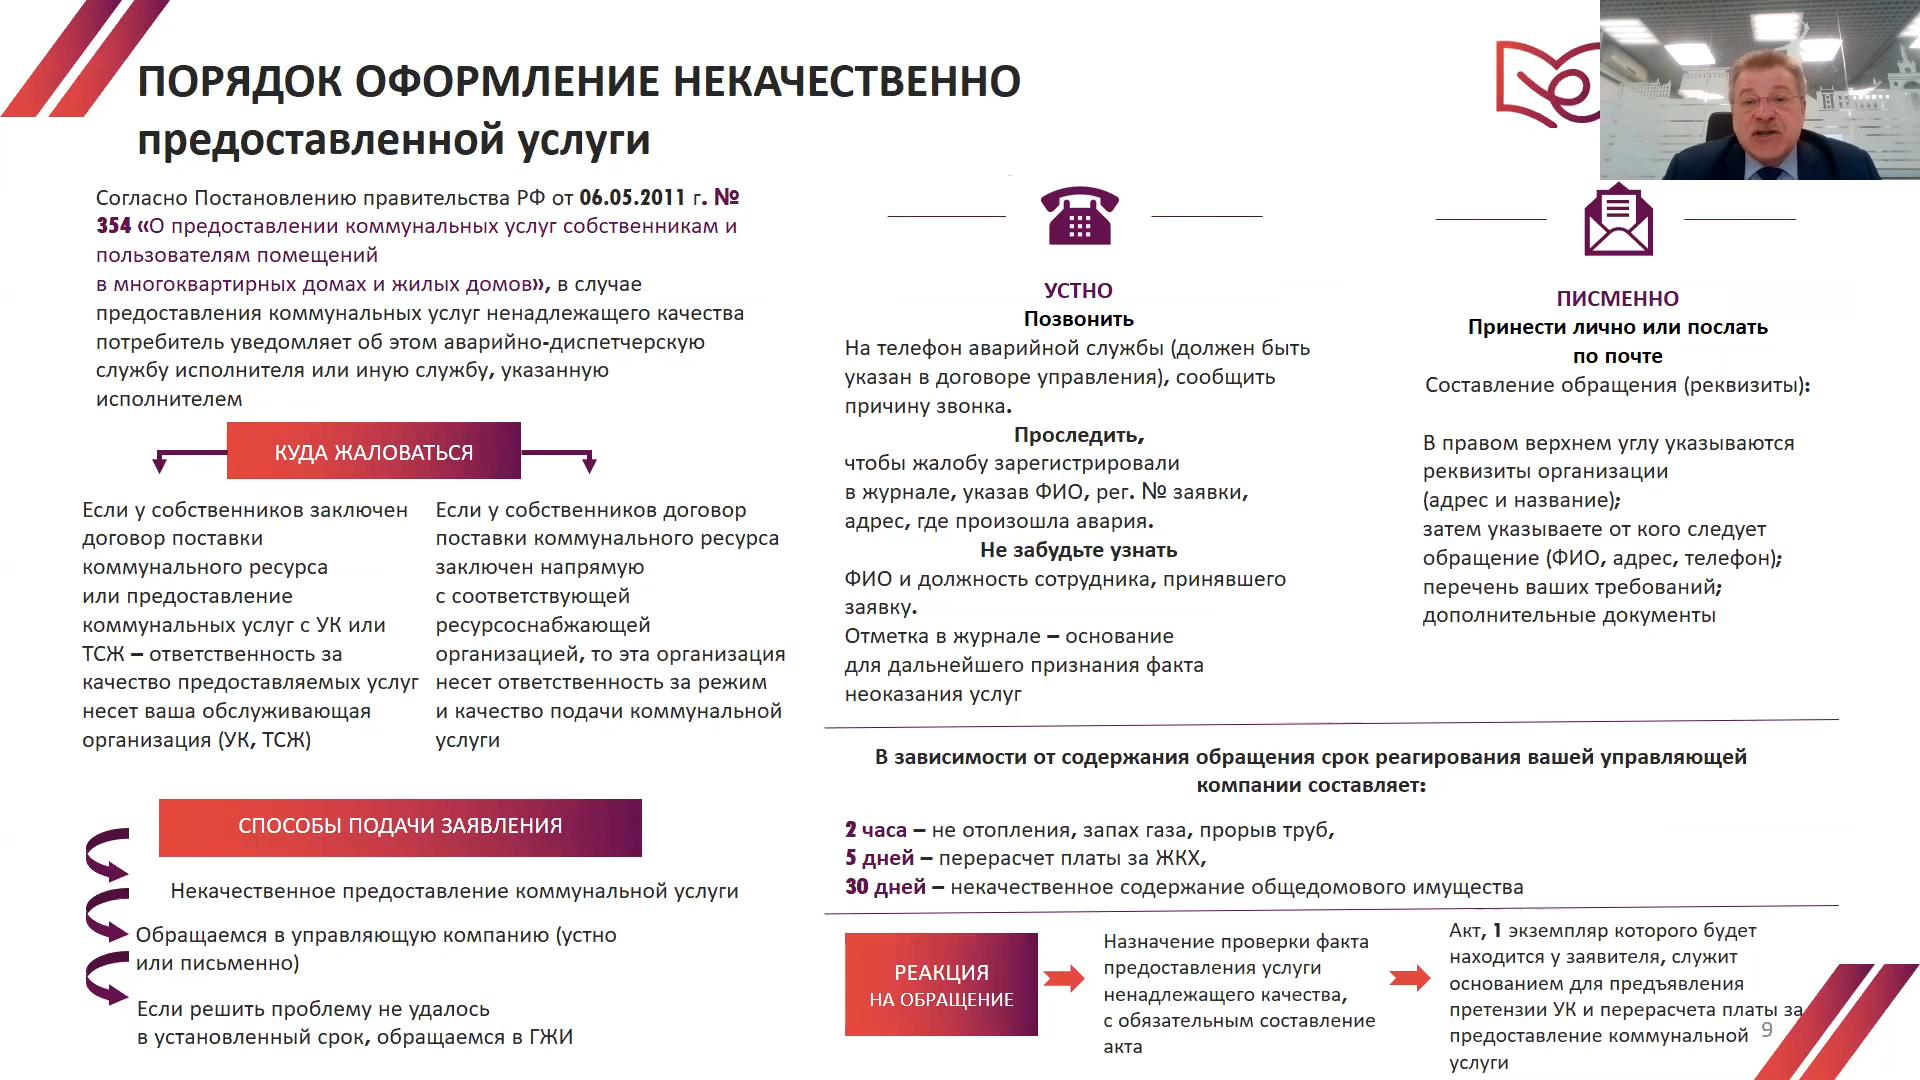 ПОРЯДОК ОФОРМЛЕНИЕ НЕКАЧЕСТВЕННО
предоставленной услуги
Согласно Постановлению правительства РФ от 06.05.2011 г. №
354 «О предоставлении коммунальных услуг собственникам и
пользователям помещений
в многоквартирных домах и жилых домов», в случае
предоставления коммунальных услуг ненадлежащего качества
потребитель уведомляет об этом аварийно-диспетчерскую
службу исполнителя или иную службу, указанную
исполнителем
КУДА ЖАЛОВАТЬСЯ
Если у собственников заключен
договор поставки
коммунального ресурса
или предоставление
коммунальных услуг с УК или
ТСЖ – ответственность за
качество предоставляемых услуг
несет ваша обслуживающая
организация (УК, ТСЖ)
Если у собственников договор
поставки коммунального ресурса
заключен напрямую
с соответствующей
ресурсоснабжающей
организацией, то эта организация
несет ответственность за режим
и качество подачи коммунальной
услуги
СПОСОБЫ ПОДАЧИ ЗАЯВЛЕНИЯ
Некачественное предоставление коммунальной услуги
Обращаемся в управляющую компанию (устно
или письменно)
Если решить проблему не удалось
в установленный срок, обращаемся в ГЖИ
УСТНО
Позвонить
На телефон аварийной службы (должен быть
указан в договоре управления), сообщить
причину звонка.
Проследить,
чтобы жалобу зарегистрировали
в журнале, указав ФИО, рег. № заявки,
адрес, где произошла авария.
Не забудьте узнать
ФИО и должность сотрудника, принявшего
заявку.
Отметка в журнале – основание
для дальнейшего признания факта
неоказания услуг
ПИСМЕННО
Принести лично или послать
по почте
Составление обращения (реквизиты):
В правом верхнем углу указываются
реквизиты организации
(адрес и название);
затем указываете от кого следует
обращение (ФИО, адрес, телефон);
перечень ваших требований;
дополнительные документы
В зависимости от содержания обращения срок реагирования вашей управляющей
компании составляет:
2 часа – не отопления, запах газа, прорыв труб,
5 дней – перерасчет платы за ЖКХ,
30 дней – некачественное содержание общедомового имущества
РЕАКЦИЯ
НА ОБРАЩЕНИЕ
Назначение проверки факта
предоставления услуги
ненадлежащего качества,
с обязательным составление
акта
Акт, 1 экземпляр которого будет
находится у заявителя, служит
основанием для предъявления
претензии УК и перерасчета платы за
предоставление коммунальной
услуги
9